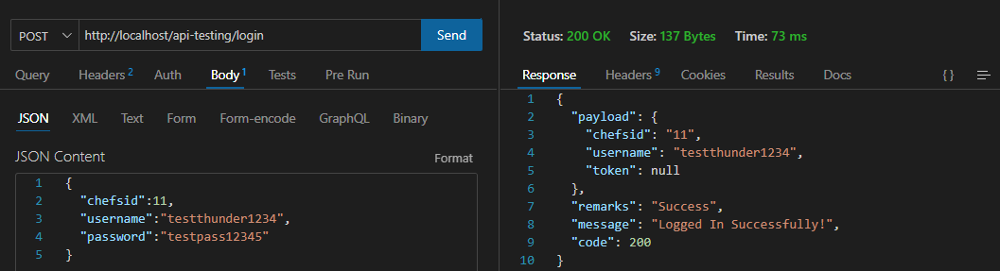 POST http://localhost/api-testing/login Send
Query Headers 2 Auth Body 1 Tests Pre Run
JSON XML Text Form Form-encode GraphQL Binary
JSON Content Format
1 {
2 "chefsid":11,
3 "username":"testthunder1234",
4 "password":"testpass12345"
5 }
Status: 200 OK Size: 137 Bytes Time: 73 ms
Response Headers 9 Cookies Results Docs { }
1 {
2 "payload": {
3 "chefsid": "11",
4 "username": "testthunder1234",
5 "token": null
6 },
7 "remarks": "Success",
8 "message": "Logged In Successfully!",
9 "code": 200
10 }